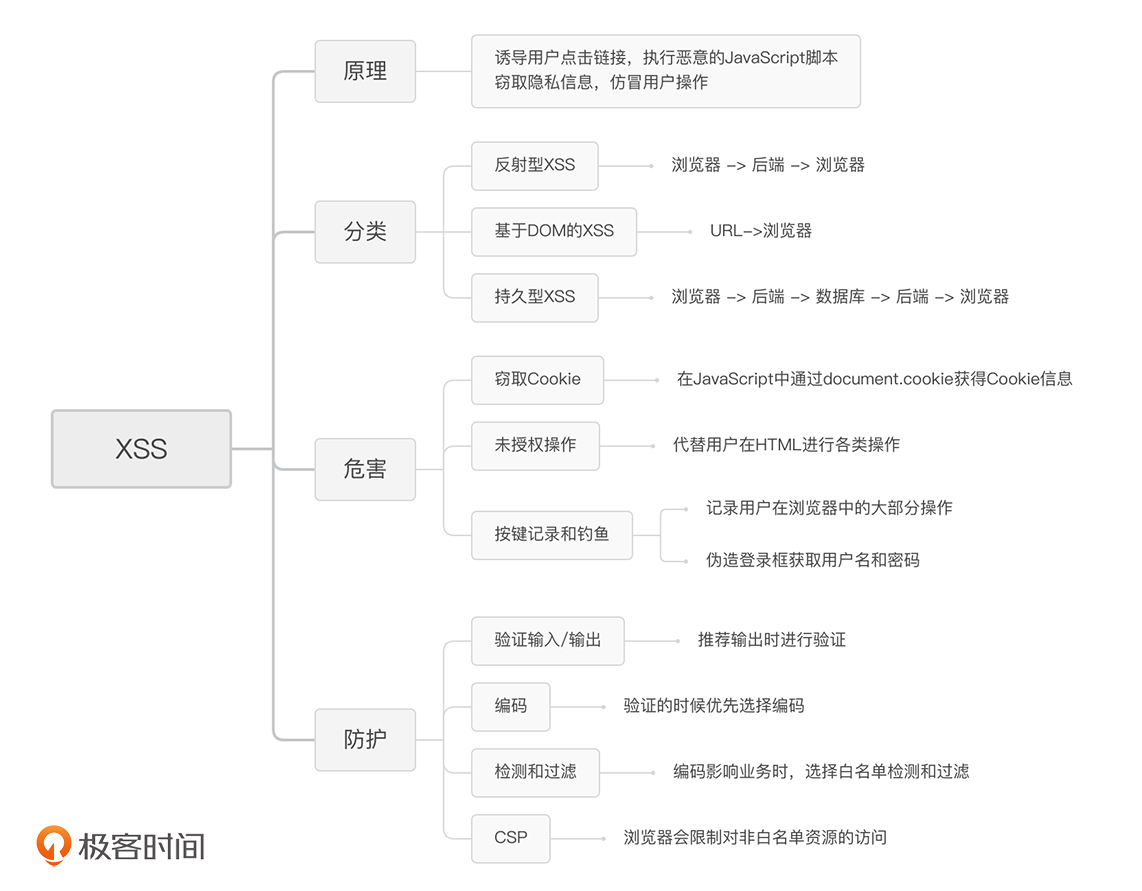 XSS
原理
诱导用户点击链接，执行恶意的JavaScript脚本
窃取隐私信息，仿冒用户操作
分类
反射型XSS
浏览器 -> 后端 -> 浏览器
基于DOM的XSS
URL->浏览器
持久型XSS
浏览器 -> 后端 -> 数据库 -> 后端 -> 浏览器
危害
窃取Cookie
在JavaScript中通过document.cookie获得Cookie信息
未授权操作
代替用户在HTML进行各类操作
按键记录和钓鱼
记录用户在浏览器中的大部分操作
伪造登录框获取用户名和密码
防护
验证输入/输出
推荐输出时进行验证
编码
验证的时候优先选择编码
检测和过滤
编码影响业务时，选择白名单检测和过滤
CSP
浏览器会限制对非白名单资源的访问
极客时间